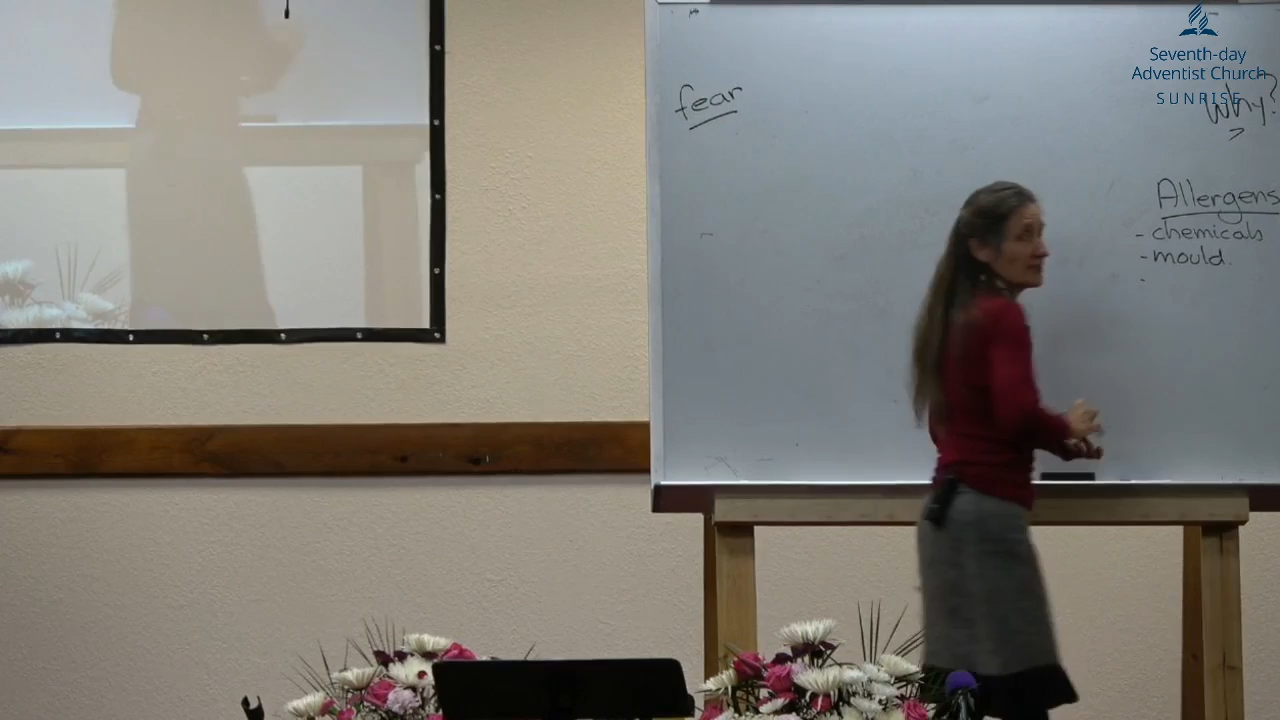 fear
Seventh-day
Adventist Church
SUNRISE
Why?
Allergens
- chemicals
- mould.
-